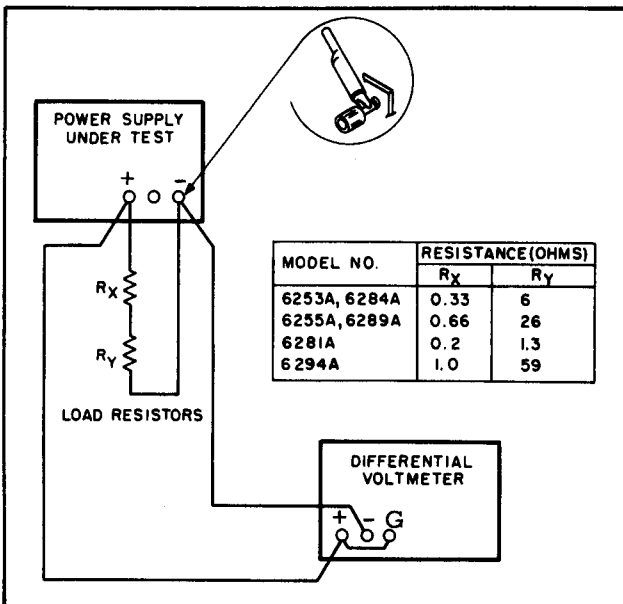 POWER SUPPLY
UNDER TEST
+ -
RX
RY
LOAD RESISTORS
MODEL NO. RESISTANCE(OHMS)
RX RY
6253A, 6284A 0.33 6
6255A, 6289A 0.66 26
6281A 0.2 1.3
6294A 1.0 59
DIFFERENTIAL
VOLTMETER
+ - G